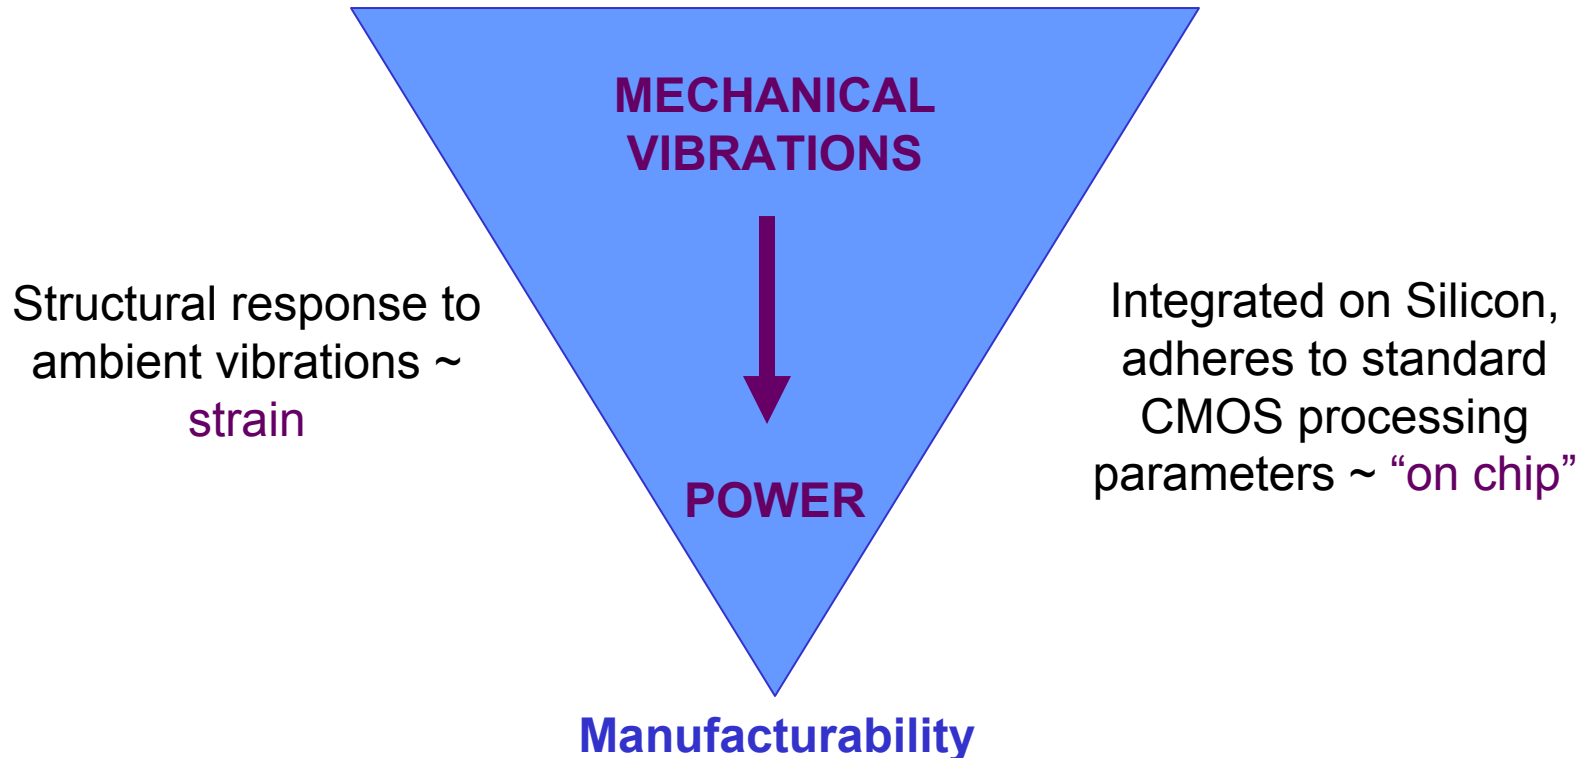 MECHANICAL
VIBRATIONS
Structural response to
ambient vibrations ~
strain
Integrated on Silicon,
adheres to standard
CMOS processing
parameters ~ “on chip”
POWER
Manufacturability